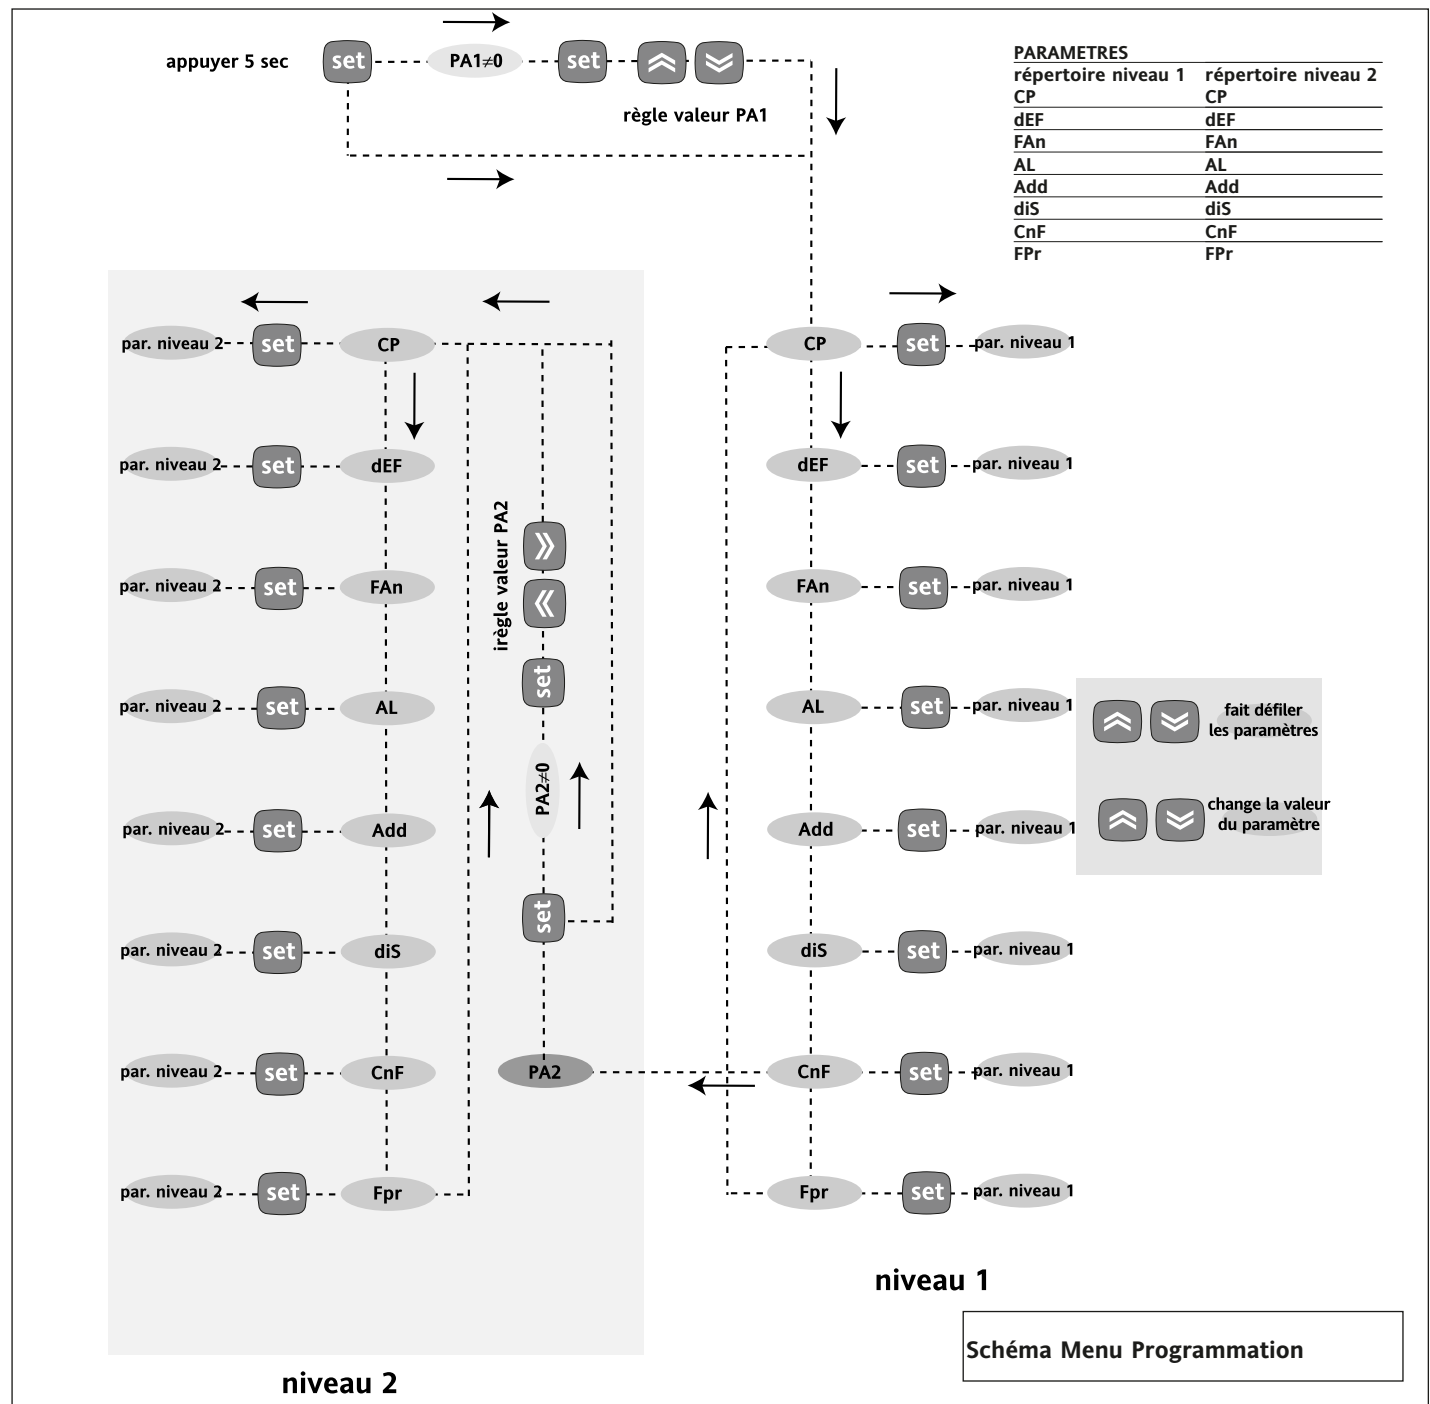 appuyer 5 sec set PA1≠0 set
règle valeur PA1
PARAMETRES
répertoire niveau 1 répertoire niveau 2
CP CP
dEF dEF
FAn FAn
AL AL
Add Add
diS diS
CnF CnF
FPr FPr
par. niveau 2 set CP
par. niveau 2 set dEF
par. niveau 2 set FAn
par. niveau 2 set AL
par. niveau 2 set Add
par. niveau 2 set diS
par. niveau 2 set CnF
par. niveau 2 set Fpr
irègle valeur PA2
set
PA2≠0
set
PA2
CP set par. niveau 1
dEF set par. niveau 1
FAn set par. niveau 1
AL set par. niveau 1
Add set par. niveau 1
diS set par. niveau 1
CnF set par. niveau 1
Fpr set par. niveau 1
fait défiler
les paramètres
change la valeur
du paramètre
niveau 1
Schéma Menu Programmation
niveau 2